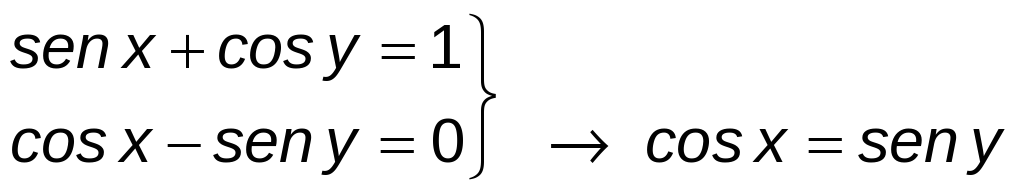 sen x + cos y = 1
cos x − sen y = 0 } → cos x = sen y